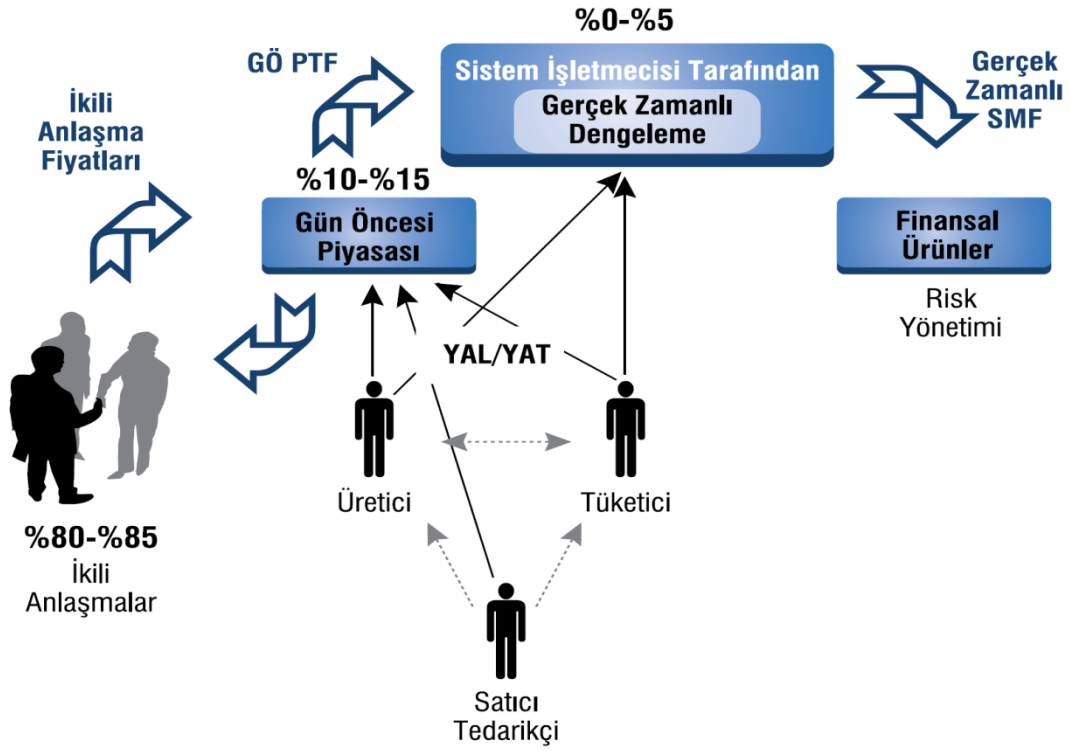 %0-%5
GÖ PTF
Sistem İşletmecisi Tarafından
Gerçek Zamanlı
Dengeleme
Gerçek
Zamanlı
SMF
İkili
Anlaşma
Fiyatları
%10-%15
Gün Öncesi
Piyasası
Finansal
Ürünler
Risk
Yönetimi
YAL/YAT
Üretici
Tüketici
%80-%85
İkili
Anlaşmalar
Satıcı
Tedarikçi